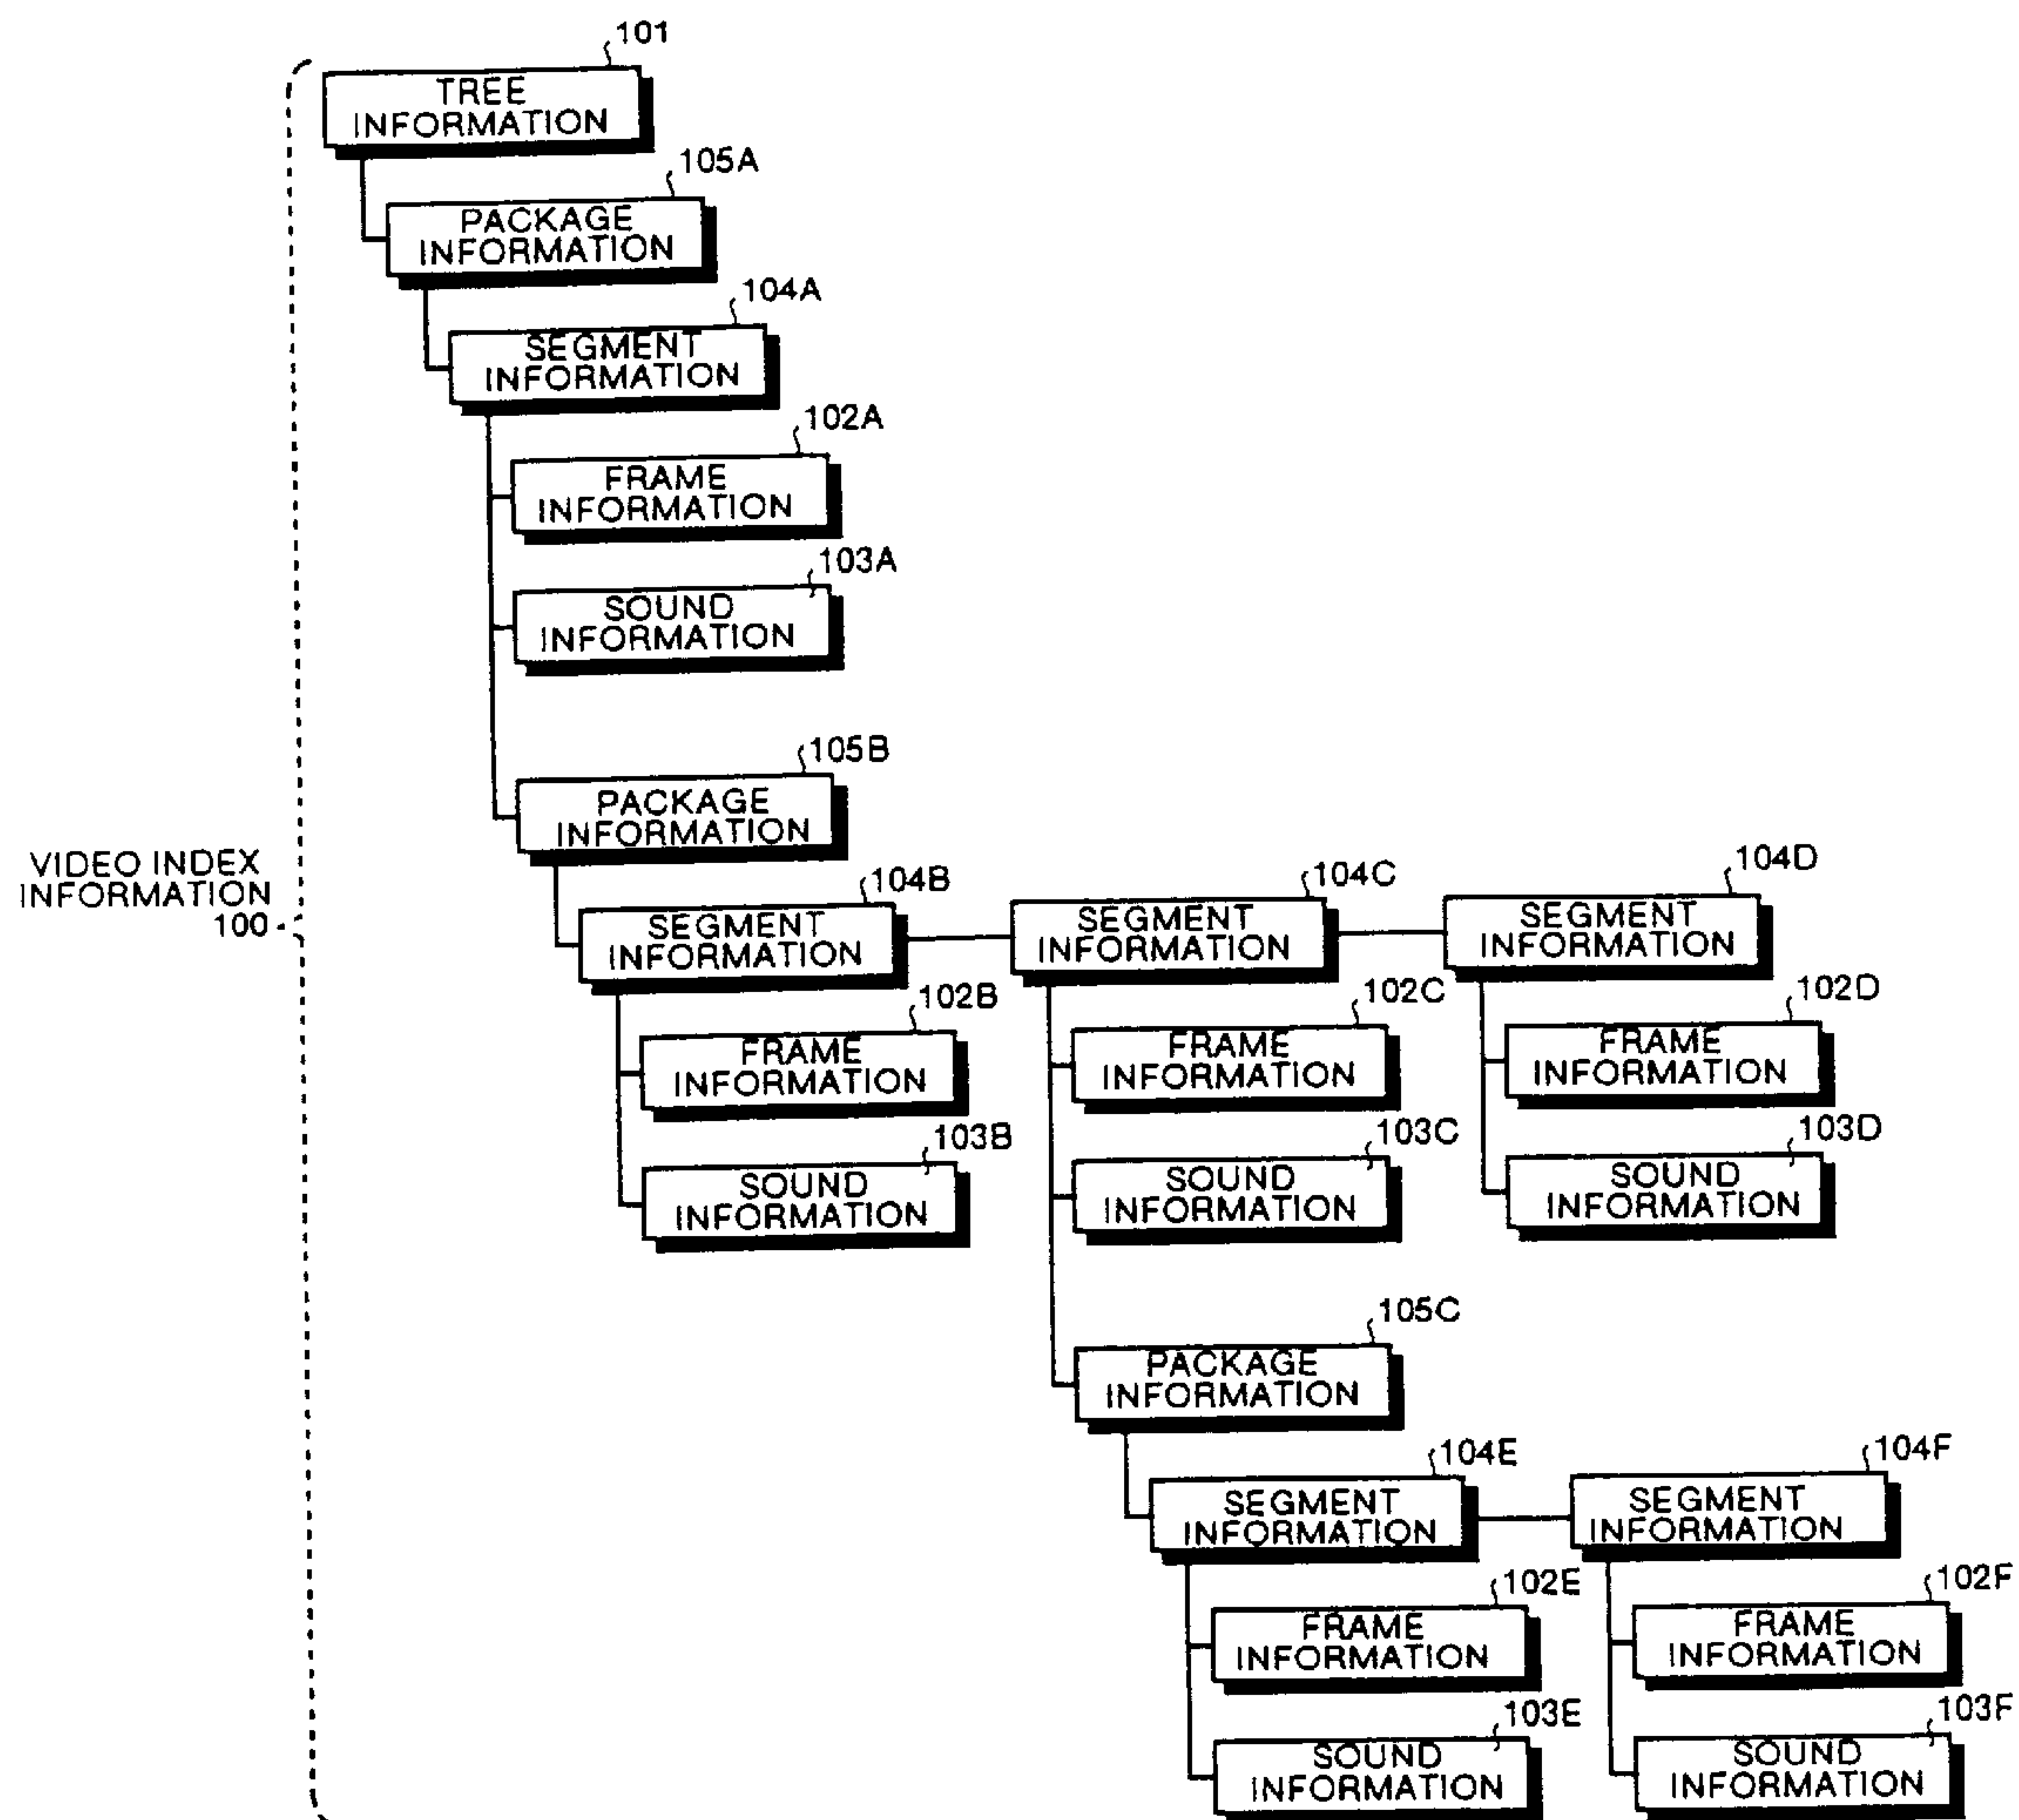 101
TREE
INFORMATION
105A
PACKAGE
INFORMATION
104A
SEGMENT
INFORMATION
102A
FRAME
INFORMATION
103A
SOUND
INFORMATION
105B
PACKAGE
INFORMATION
VIDEO INDEX
INFORMATION
100
104B
SEGMENT
INFORMATION
104C
SEGMENT
INFORMATION
104D
SEGMENT
INFORMATION
102B
FRAME
INFORMATION
102C
FRAME
INFORMATION
102D
FRAME
INFORMATION
103B
SOUND
INFORMATION
103C
SOUND
INFORMATION
103D
SOUND
INFORMATION
105C
PACKAGE
INFORMATION
104E
SEGMENT
INFORMATION
104F
SEGMENT
INFORMATION
102E
FRAME
INFORMATION
102F
FRAME
INFORMATION
103E
SOUND
INFORMATION
103F
SOUND
INFORMATION